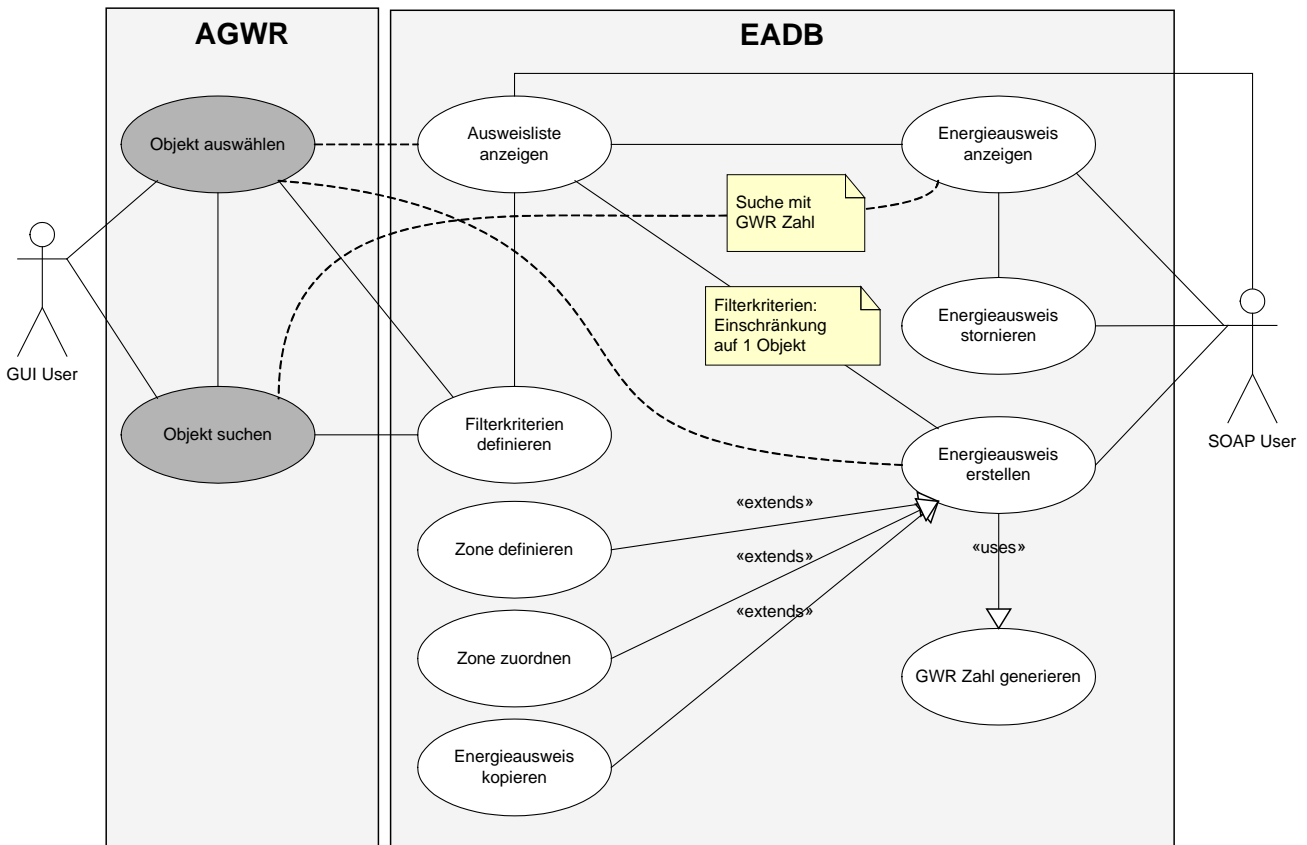 AGWR
EADB
Objekt auswählen
Ausweisliste
anzeigen
Energieausweis
anzeigen
Suche mit
GWR Zahl
Filterkriterien:
Einschränkung
auf 1 Objekt
Energieausweis
stornieren
GUI User
SOAP User
Objekt suchen
Filterkriterien
definieren
Energieausweis
erstellen
«extends»
Zone definieren
«uses»
«extends»
«extends»
Zone zuordnen
GWR Zahl generieren
Energieausweis
kopieren